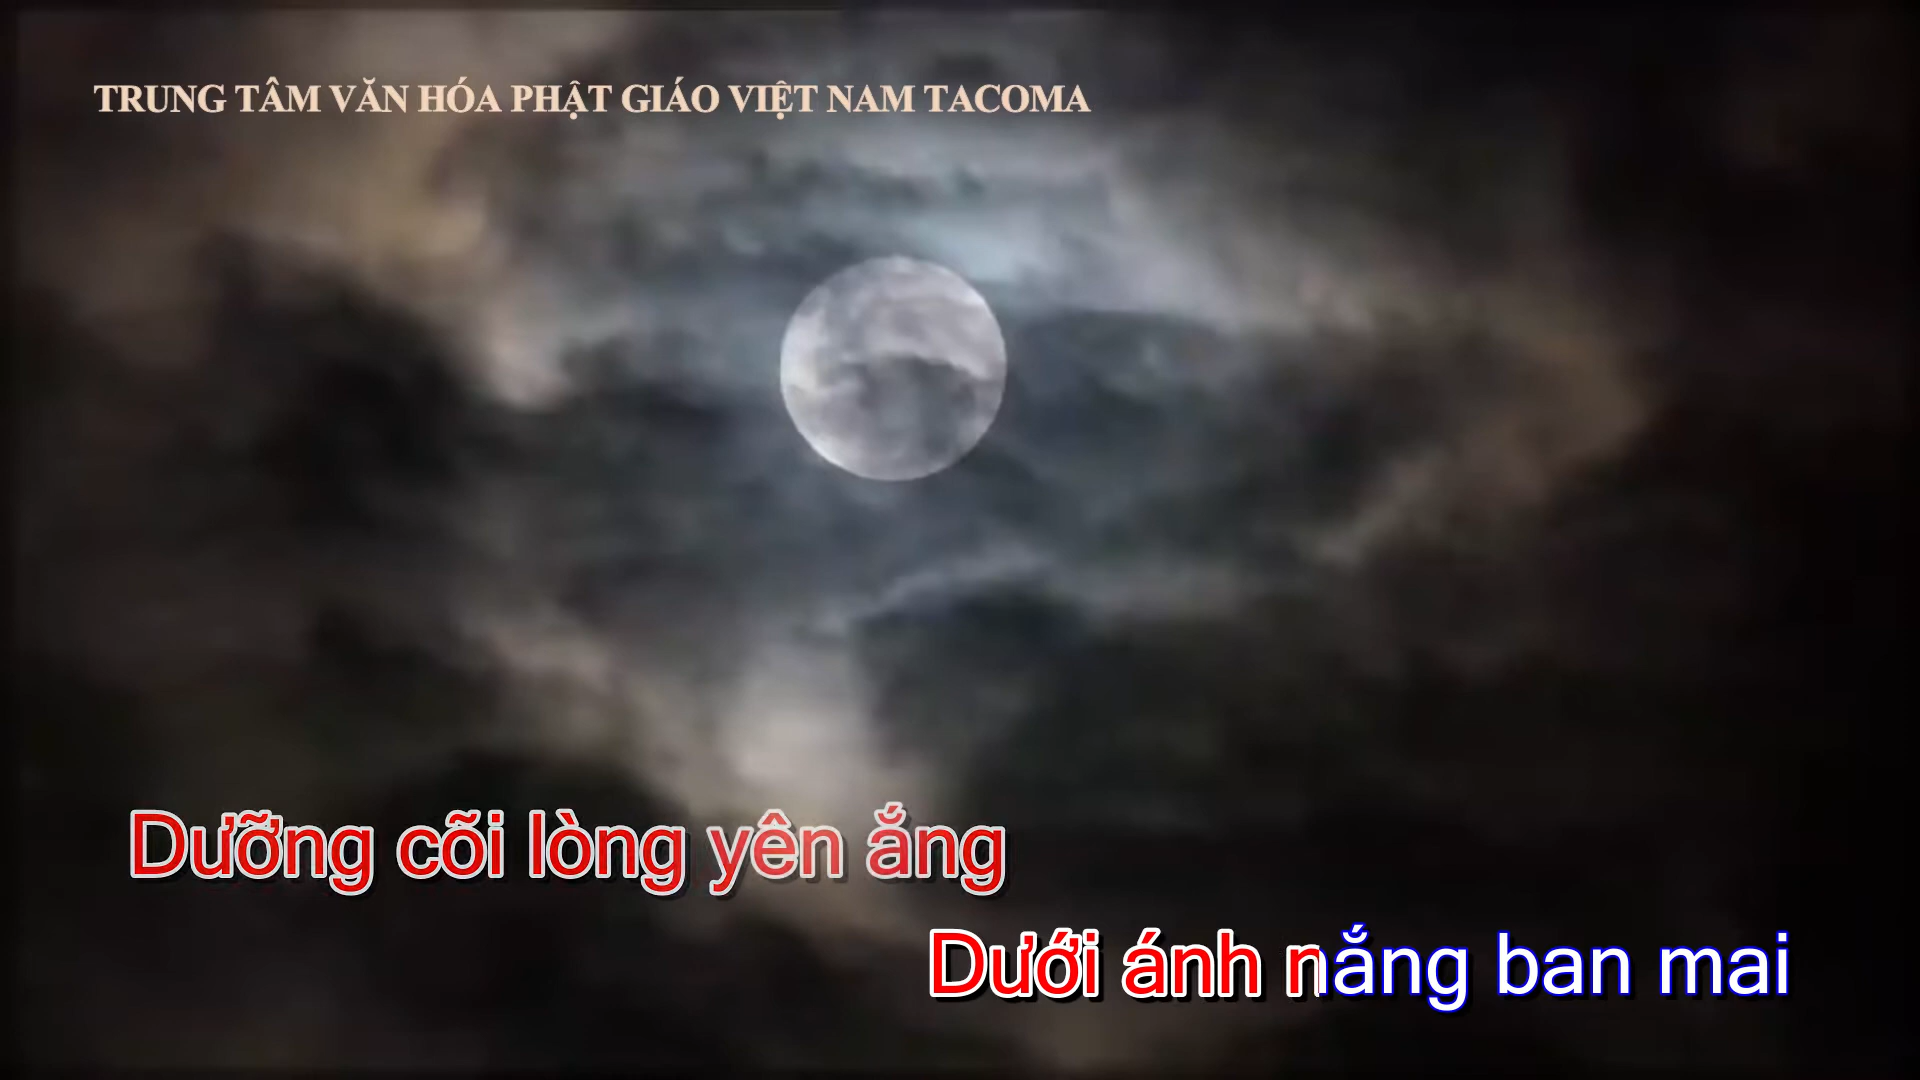 TRUNG TÂM VĂN HÓA PHẬT GIÁO VIỆT NAM TACOMA
Dưỡng cõi lòng yên ắng
Dưới ánh nắng ban mai